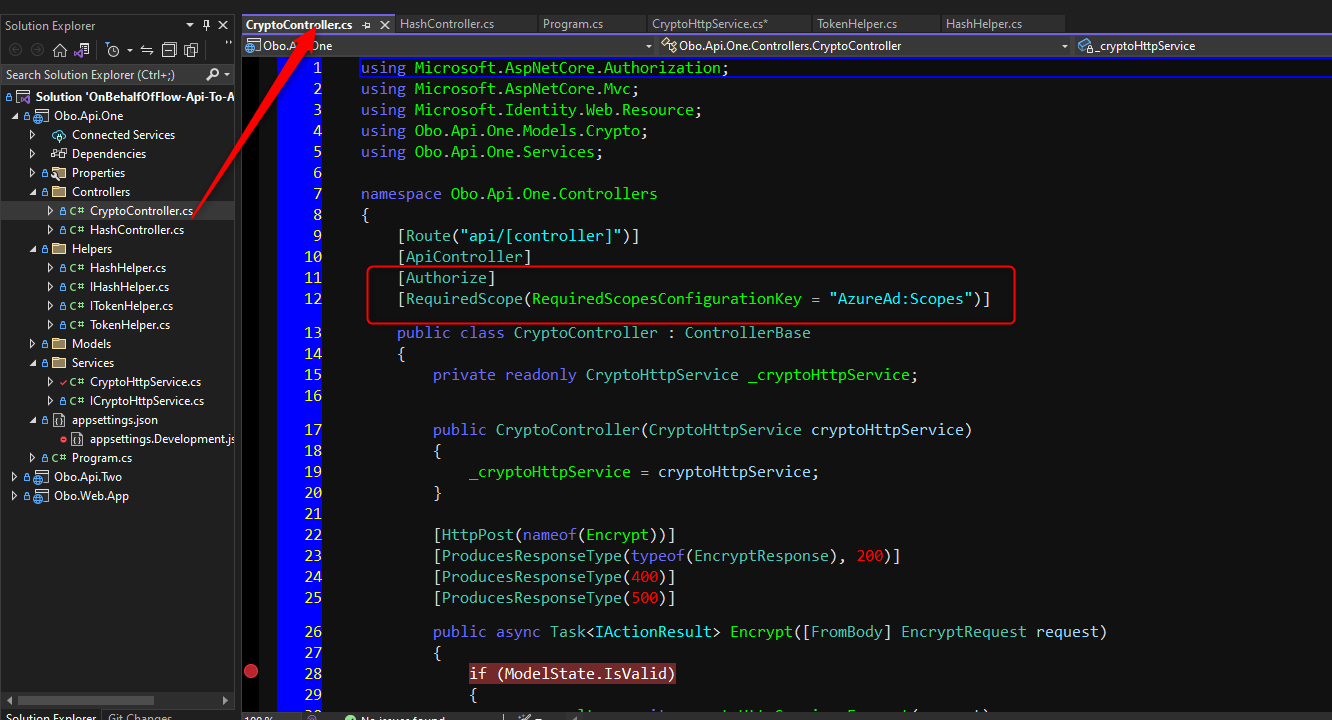 Solution Explorer
Search Solution Explorer (Ctrl+;)
Solution 'OnBehalfOfFlow-Api-To-A
Obo.Api.One
Connected Services
Dependencies
Properties
Controllers
C# CryptoController.cs
C# HashController.cs
Helpers
C# HashHelper.cs
C# IHashHelper.cs
C# ITokenHelper.cs
C# TokenHelper.cs
Models
Services
C# CryptoHttpService.cs
C# ICryptoHttpService.cs
appsettings.json
appsettings.Development.js
C# Program.cs
Obo.Api.Two
Obo.Web.App
Solution Explorer Git Changes
CryptoController.cs HashController.cs Program.cs CryptoHttpService.cs* TokenHelper.cs HashHelper.cs
Obo.Api.One Obo.Api.One.Controllers.CryptoController _cryptoHttpService
1 using Microsoft.AspNetCore.Authorization;
2 using Microsoft.AspNetCore.Mvc;
3 using Microsoft.Identity.Web.Resource;
4 using Obo.Api.One.Models.Crypto;
5 using Obo.Api.One.Services;
6
7 namespace Obo.Api.One.Controllers
8 {
9 [Route("api/[controller]")]
10 [ApiController]
11 [Authorize]
12 [RequiredScope(RequiredScopesConfigurationKey = "AzureAd:Scopes")]
13 public class CryptoController : ControllerBase
14 {
15 private readonly CryptoHttpService _cryptoHttpService;
16
17 public CryptoController(CryptoHttpService cryptoHttpService)
18 {
19 _cryptoHttpService = cryptoHttpService;
20 }
21
22 [HttpPost(nameof(Encrypt))]
23 [ProducesResponseType(typeof(EncryptResponse), 200)]
24 [ProducesResponseType(400)]
25 [ProducesResponseType(500)]
26 public async Task<IActionResult> Encrypt([FromBody] EncryptRequest request)
27 {
28 if (ModelState.IsValid)
29 {
100 % No issues found